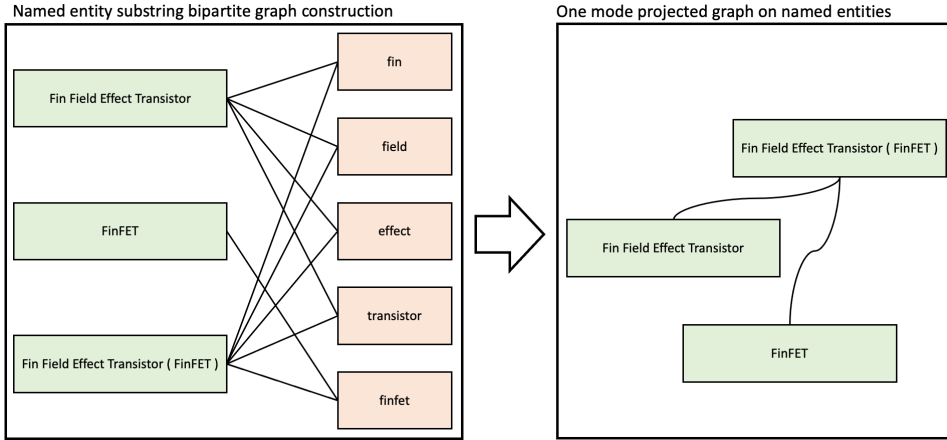 Named entity substring bipartite graph construction
Fin Field Effect Transistor
FinFET
Fin Field Effect Transistor ( FinFET )
fin
field
effect
transistor
finfet
One mode projected graph on named entities
Fin Field Effect Transistor ( FinFET )
Fin Field Effect Transistor
FinFET